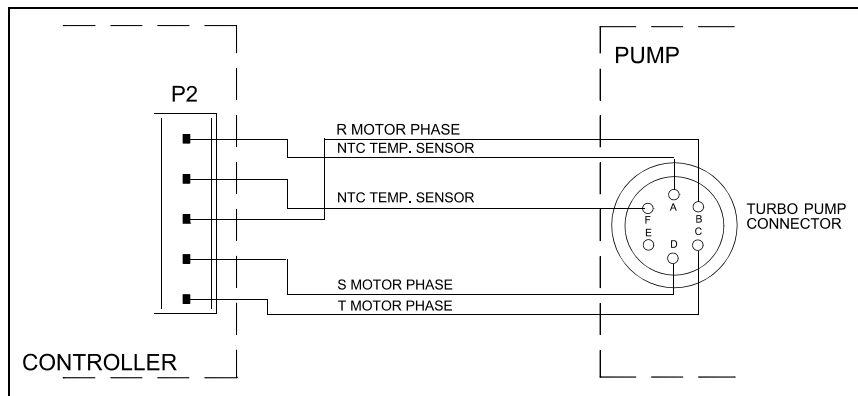 PUMP
P2
R MOTOR PHASE
NTC TEMP. SENSOR
NTC TEMP. SENSOR
A
F
B
TURBO PUMP
CONNECTOR
E
D
C
S MOTOR PHASE
T MOTOR PHASE
CONTROLLER